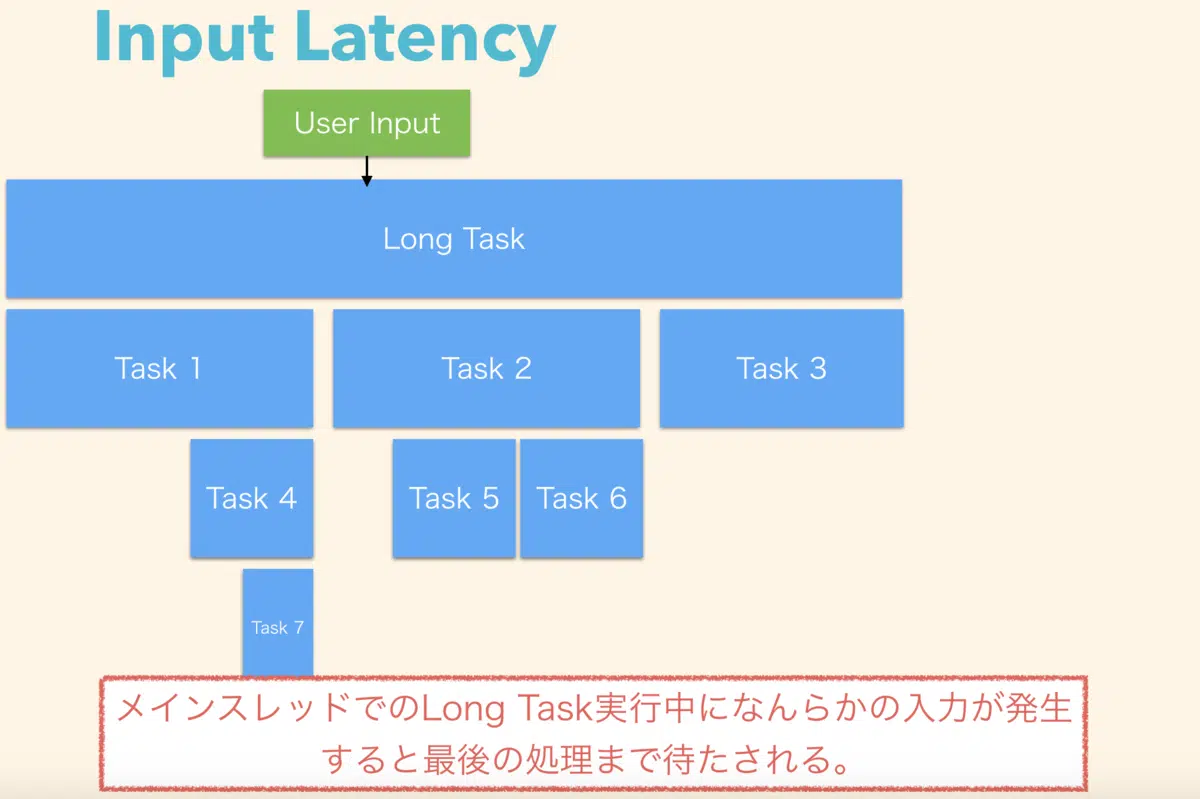 Input Latency
User Input
Long Task
Task 1
Task 2
Task 3
Task 4
Task 5
Task 6
Task 7
メインスレッドでのLong Task実行中になんらかの入力が発生
すると最後の処理まで待たされる。